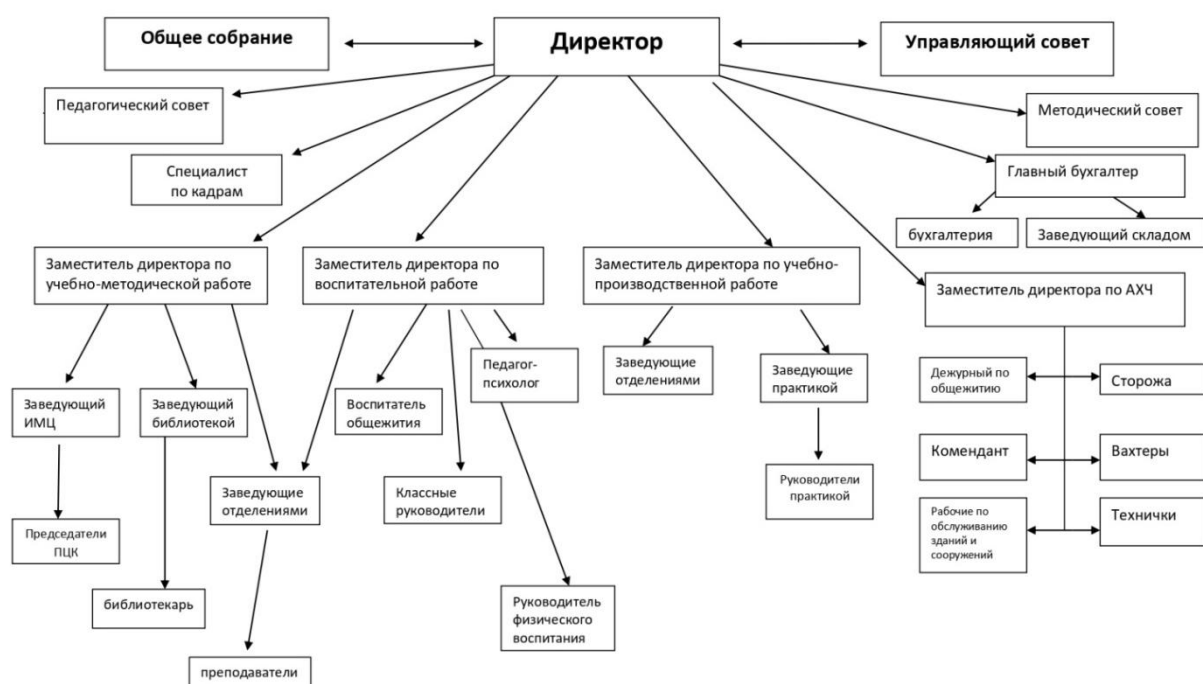 Общее собрание
Директор
Управляющий совет
Педагогический совет
Методический совет
Специалист
по кадрам
Главный бухгалтер
бухгалтерия
Заведующий складом
Заместитель директора по
учебно-методической работе
Заместитель директора по
воспитательной работе
Заместитель директора по учебно-
производственной работе
Заместитель директора по АХЧ
Заведующий
ИМЦ
Заведующий
библиотекой
Воспитатель
общежития
Педагог-
психолог
Заведующие
отделениями
Заведующие
практикой
Дежурный по
общежитию
Сторожа
Комендант
Вахтеры
Рабочие по
обслуживанию
зданий и
сооружений
Технички
Заведующие
отделениями
Классные
руководители
Руководители
практикой
Председатели
ПЦК
библиотекарь
Руководитель
физического
воспитания
преподаватели